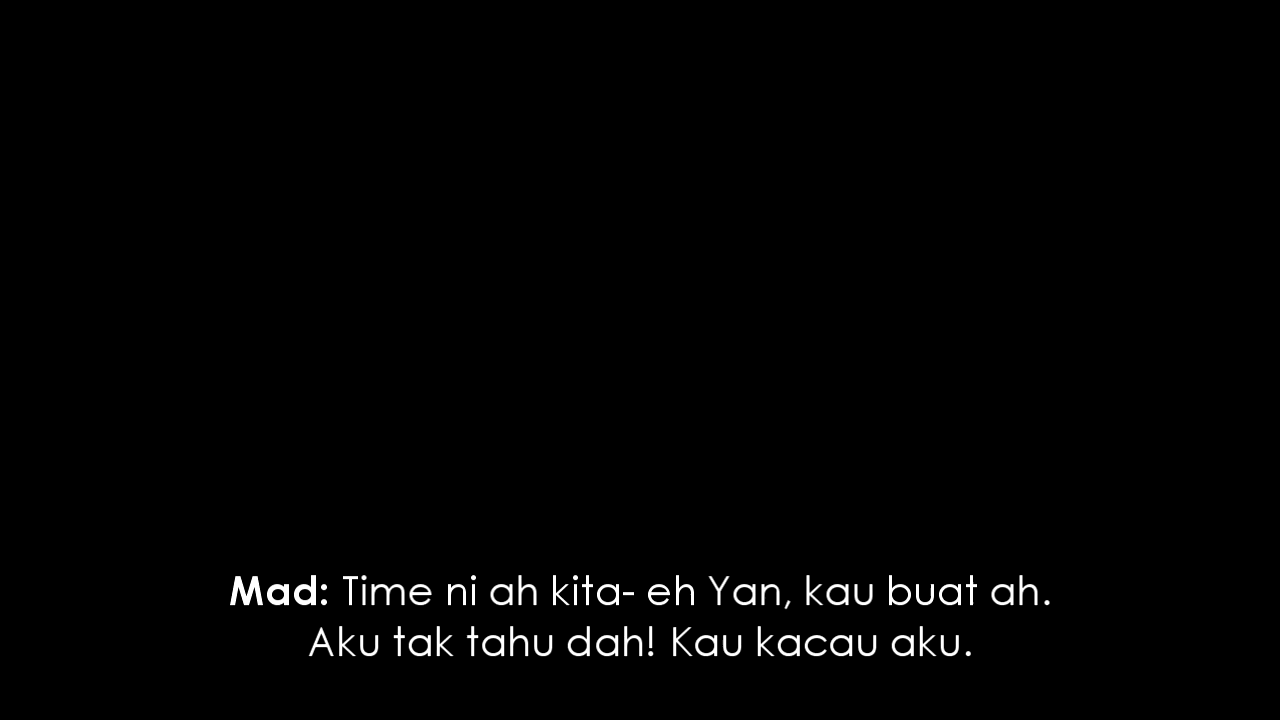 Mad: Time ni ah kita- eh Yan, kau buat ah.
Aku tak tahu dah! Kau kacau aku.